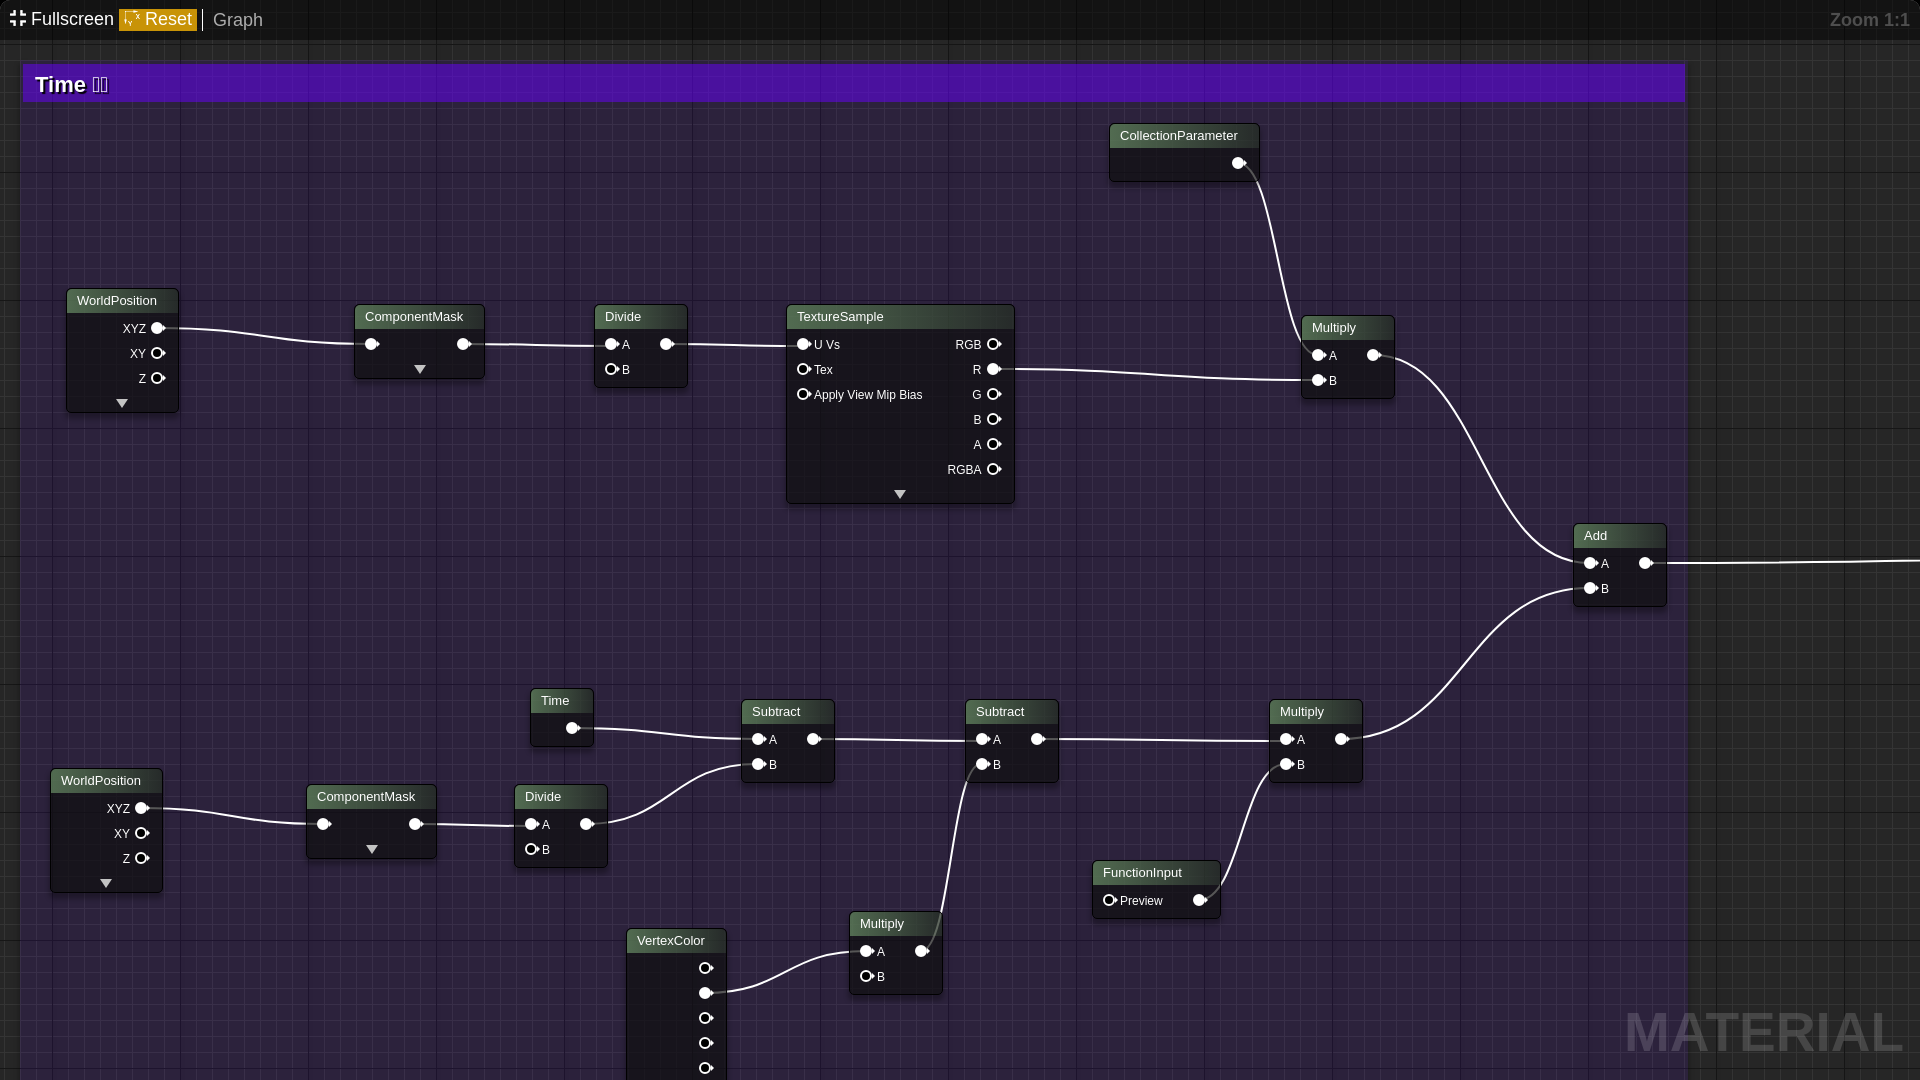 Fullscreen Reset Graph Zoom 1:1
Time
CollectionParameter
WorldPosition
XYZ
XY
Z
ComponentMask
Divide
A
B
TextureSample
U Vs RGB
Tex R
Apply View Mip Bias G
B
A
RGBA
Multiply
A
B
Add
A
B
Time
Subtract
A
B
Subtract
A
B
Multiply
A
B
WorldPosition
XYZ
XY
Z
ComponentMask
Divide
A
B
FunctionInput
Preview
Multiply
A
B
VertexColor
MATERIAL